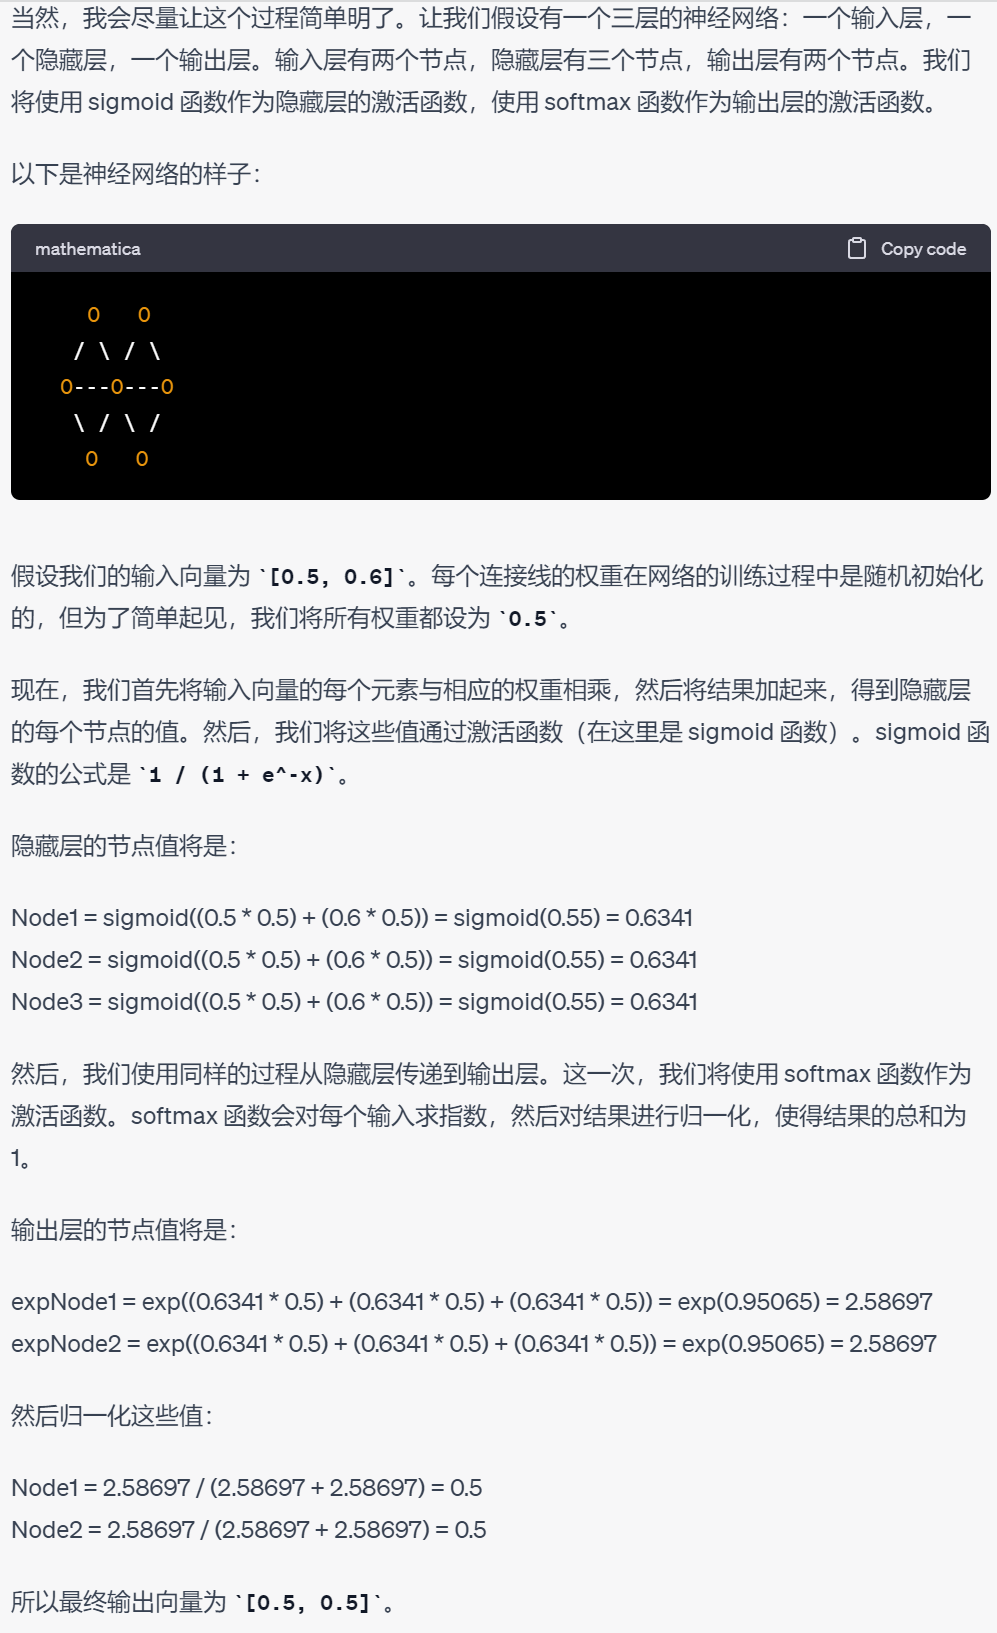 当然，我会尽量让这个过程简单明了。让我们假设有一个三层的神经网络：一个输入层，一
个隐藏层，一个输出层。输入层有两个节点，隐藏层有三个节点，输出层有两个节点。我们
将使用 sigmoid 函数作为隐藏层的激活函数，使用 softmax 函数作为输出层的激活函数。
以下是神经网络的样子：
mathematica Copy code
O   O
/ \ / \
O---O---O
\ / \ /
O   O
假设我们的输入向量为 `[0.5, 0.6]`。每个连接线的权重在网络的训练过程中是随机初始化
的，但为了简单起见，我们将所有权重都设为 `0.5`。
现在，我们首先将输入向量的每个元素与相应的权重相乘，然后将结果加起来，得到隐藏层
的每个节点的值。然后，我们将这些值通过激活函数（在这里是 sigmoid 函数）。sigmoid 函
数的公式是 `1 / (1 + e^-x)`。
隐藏层的节点值将是：
Node1 = sigmoid((0.5 * 0.5) + (0.6 * 0.5)) = sigmoid(0.55) = 0.6341
Node2 = sigmoid((0.5 * 0.5) + (0.6 * 0.5)) = sigmoid(0.55) = 0.6341
Node3 = sigmoid((0.5 * 0.5) + (0.6 * 0.5)) = sigmoid(0.55) = 0.6341
然后，我们使用同样的过程从隐藏层传递到输出层。这一次，我们将使用 softmax 函数作为
激活函数。softmax 函数会对每个输入求指数，然后对结果进行归一化，使得结果的总和为
1。
输出层的节点值将是：
expNode1 = exp((0.6341 * 0.5) + (0.6341 * 0.5) + (0.6341 * 0.5)) = exp(0.95065) = 2.58697
expNode2 = exp((0.6341 * 0.5) + (0.6341 * 0.5) + (0.6341 * 0.5)) = exp(0.95065) = 2.58697
然后归一化这些值：
Node1 = 2.58697 / (2.58697 + 2.58697) = 0.5
Node2 = 2.58697 / (2.58697 + 2.58697) = 0.5
所以最终输出向量为 `[0.5, 0.5]`。